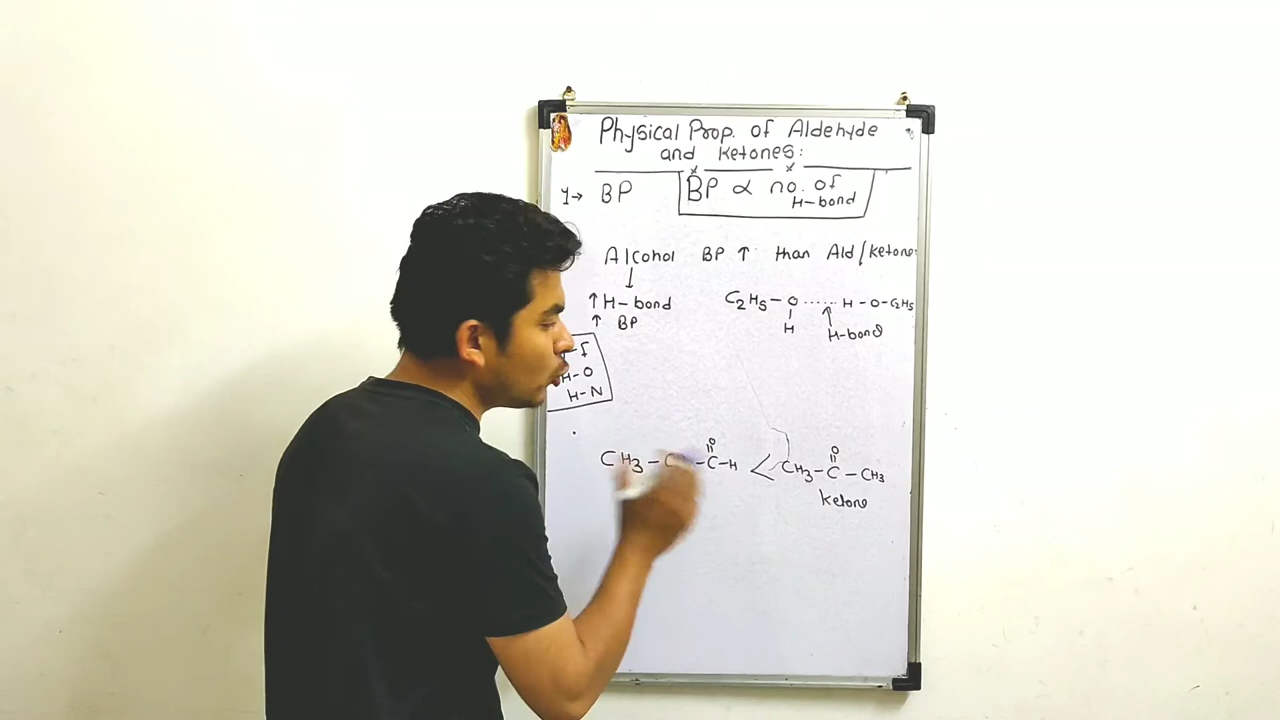 Physical Prop. of Aldehyde
and Ketones:
1→ BP
BP ∝ no. of
H-bond
Alcohol BP ↑ than Ald/Ketone
↓
↑ H-bond
↑ BP
C2H5-O ...... H-O-C2H5
H
H-bond
f
H-O
H-N
O
CH3-C -C-H < CH3-C-CH3
O
Ketone